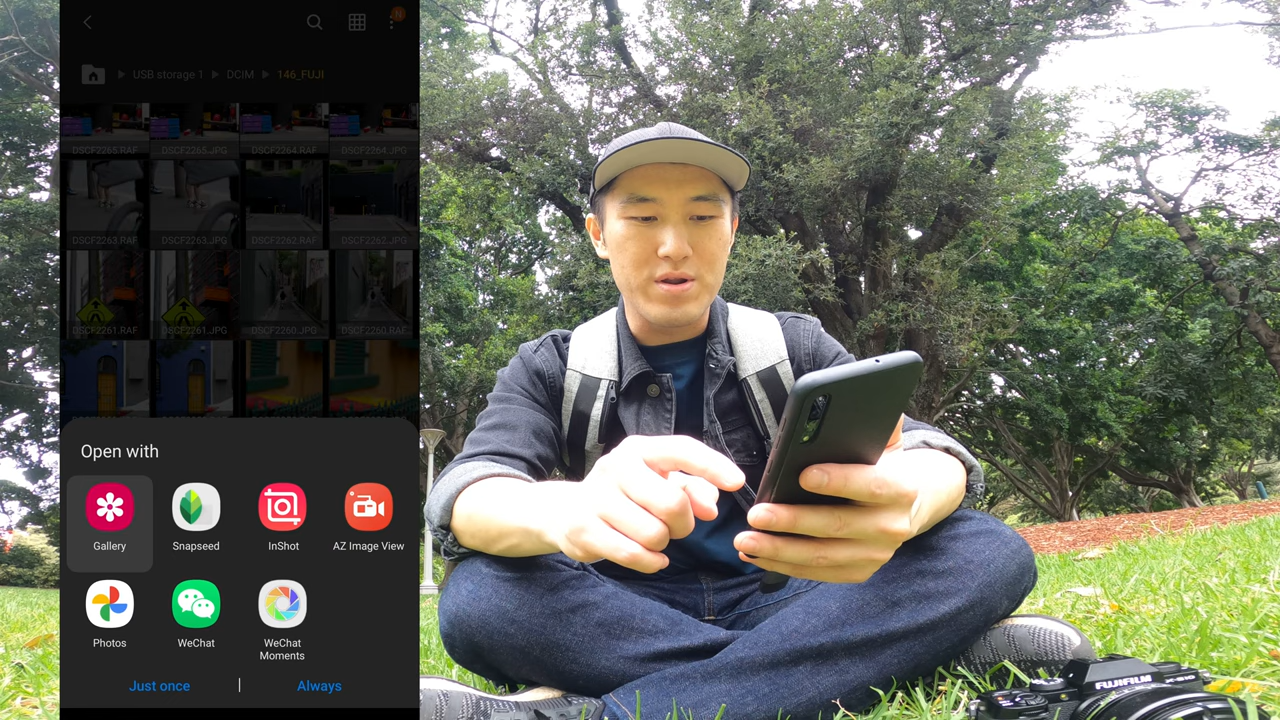 N
USB storage 1 ▶ DCIM ▶ 146_FUJI
DSCF2265.RAF DSCF2265.JPG DSCF2264.RAF DSCF2264.JPG
DSCF2263.RAF DSCF2263.JPG DSCF2262.RAF DSCF2262.JPG
DSCF2261.RAF DSCF2261.JPG DSCF2260.JPG DSCF2260.RAF
Open with
Gallery Snapseed InShot AZ Image View
Photos WeChat WeChat
Moments
Just once | Always
FUJIFILM